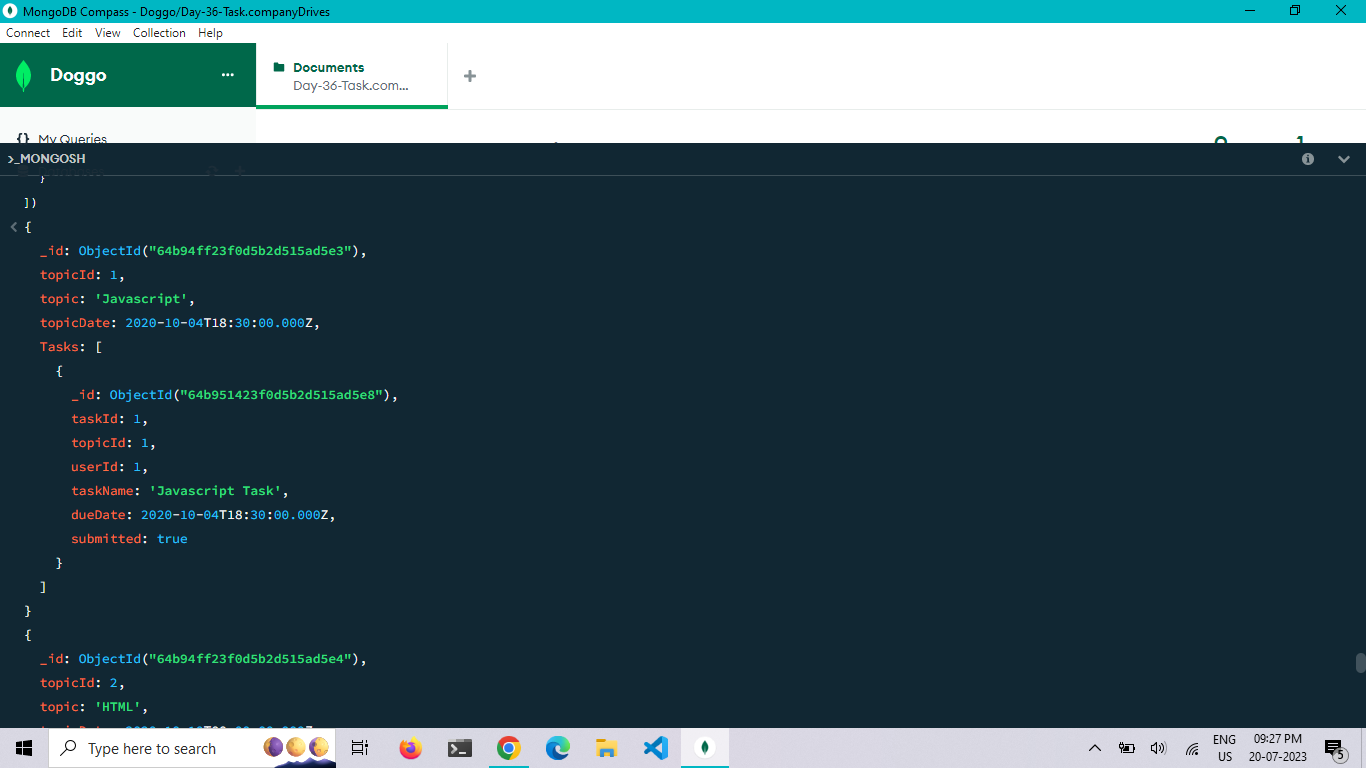 MongoDB Compass - Doggo/Day-36-Task.companyDrives
Connect Edit View Collection Help
Doggo
Documents
Day-36-Task.com...
{} My Queries
>_MONGOSH
}
])
{
_id: ObjectId("64b94ff23f0d5b2d515ad5e3"),
topicId: 1,
topic: 'Javascript',
topicDate: 2020-10-04T18:30:00.000Z,
Tasks: [
{
_id: ObjectId("64b951423f0d5b2d515ad5e8"),
taskId: 1,
topicId: 1,
userId: 1,
taskName: 'Javascript Task',
dueDate: 2020-10-04T18:30:00.000Z,
submitted: true
}
]
}
{
_id: ObjectId("64b94ff23f0d5b2d515ad5e4"),
topicId: 2,
topic: 'HTML',
Type here to search
ENG
US
09:27 PM
20-07-2023
5